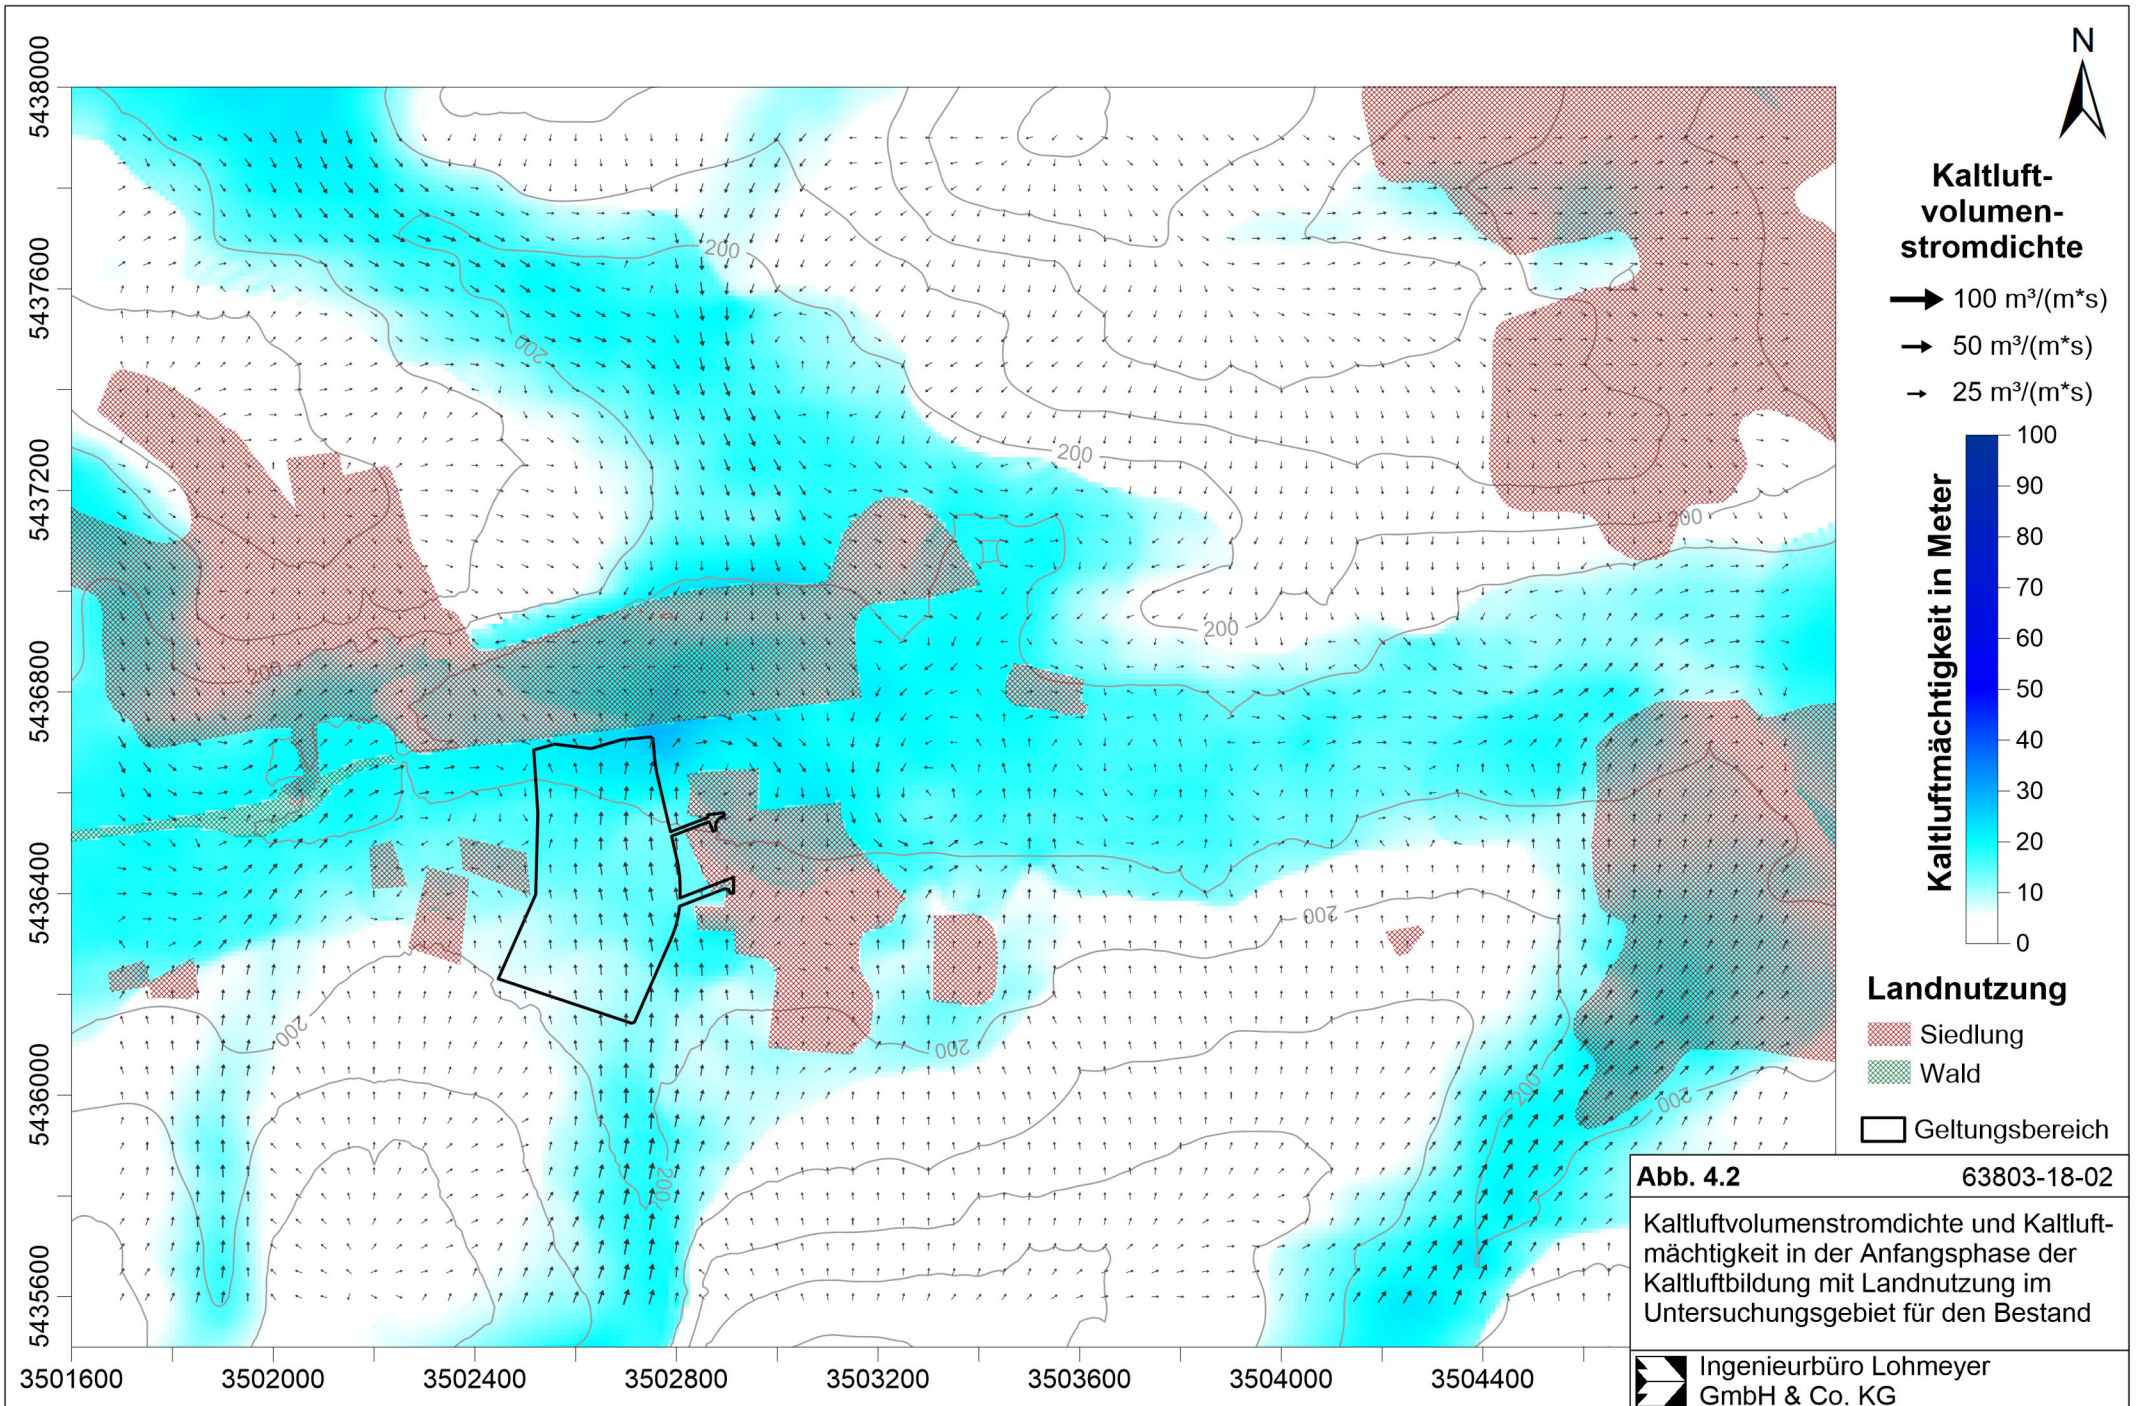 N
Kaltluft-
volumen-
stromdichte
100 m³/(m*s)
50 m³/(m*s)
25 m³/(m*s)
Kaltluftmächtigkeit in Meter
100
90
80
70
60
50
40
30
20
10
0
Landnutzung
Siedlung
Wald
Geltungsbereich
Abb. 4.2 63803-18-02
Kaltluftvolumenstromdichte und Kaltluft-
mächtigkeit in der Anfangsphase der
Kaltluftbildung mit Landnutzung im
Untersuchungsgebiet für den Bestand
Ingenieurbüro Lohmeyer
GmbH & Co. KG
5438000
5437600
5437200
5436800
5436400
5436000
5435600
3501600 3502000 3502400 3502800 3503200 3503600 3504000 3504400
200
200
200
200
200
200
200
200
200
200
200
200